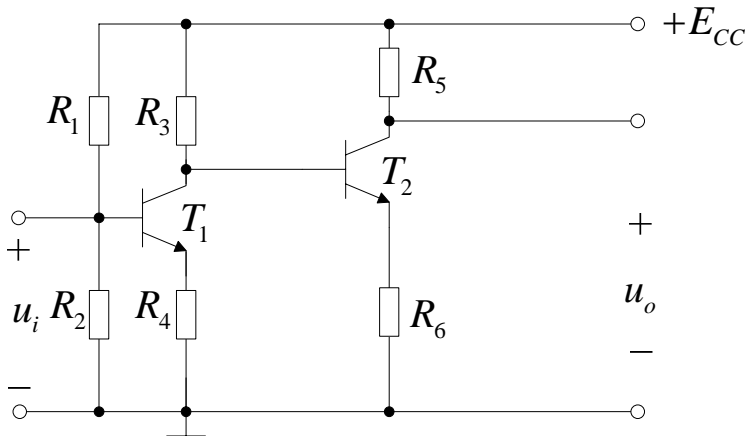 +E_CC
R_5
R_1
R_3
T_2
T_1
+
+
u_i
R_2
R_4
R_6
u_o
−
−